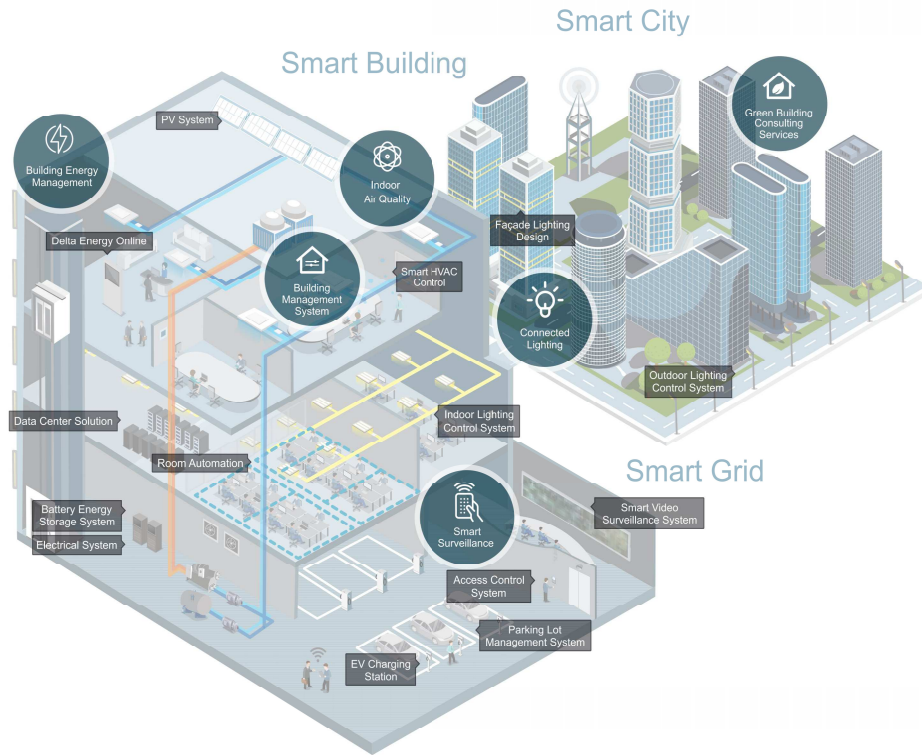 Smart City
Smart Building
Green Building
Consulting
Services
PV System
Building Energy
Management
Indoor
Air Quality
Façade Lighting
Design
Delta Energy Online
Smart HVAC
Control
Building
Management
System
Connected
Lighting
Outdoor Lighting
Control System
Data Center Solution
Indoor Lighting
Control System
Room Automation
Smart Grid
Battery Energy
Storage System
Electrical System
Smart
Surveillance
Smart Video
Surveillance System
Access Control
System
Parking Lot
Management System
EV Charging
Station